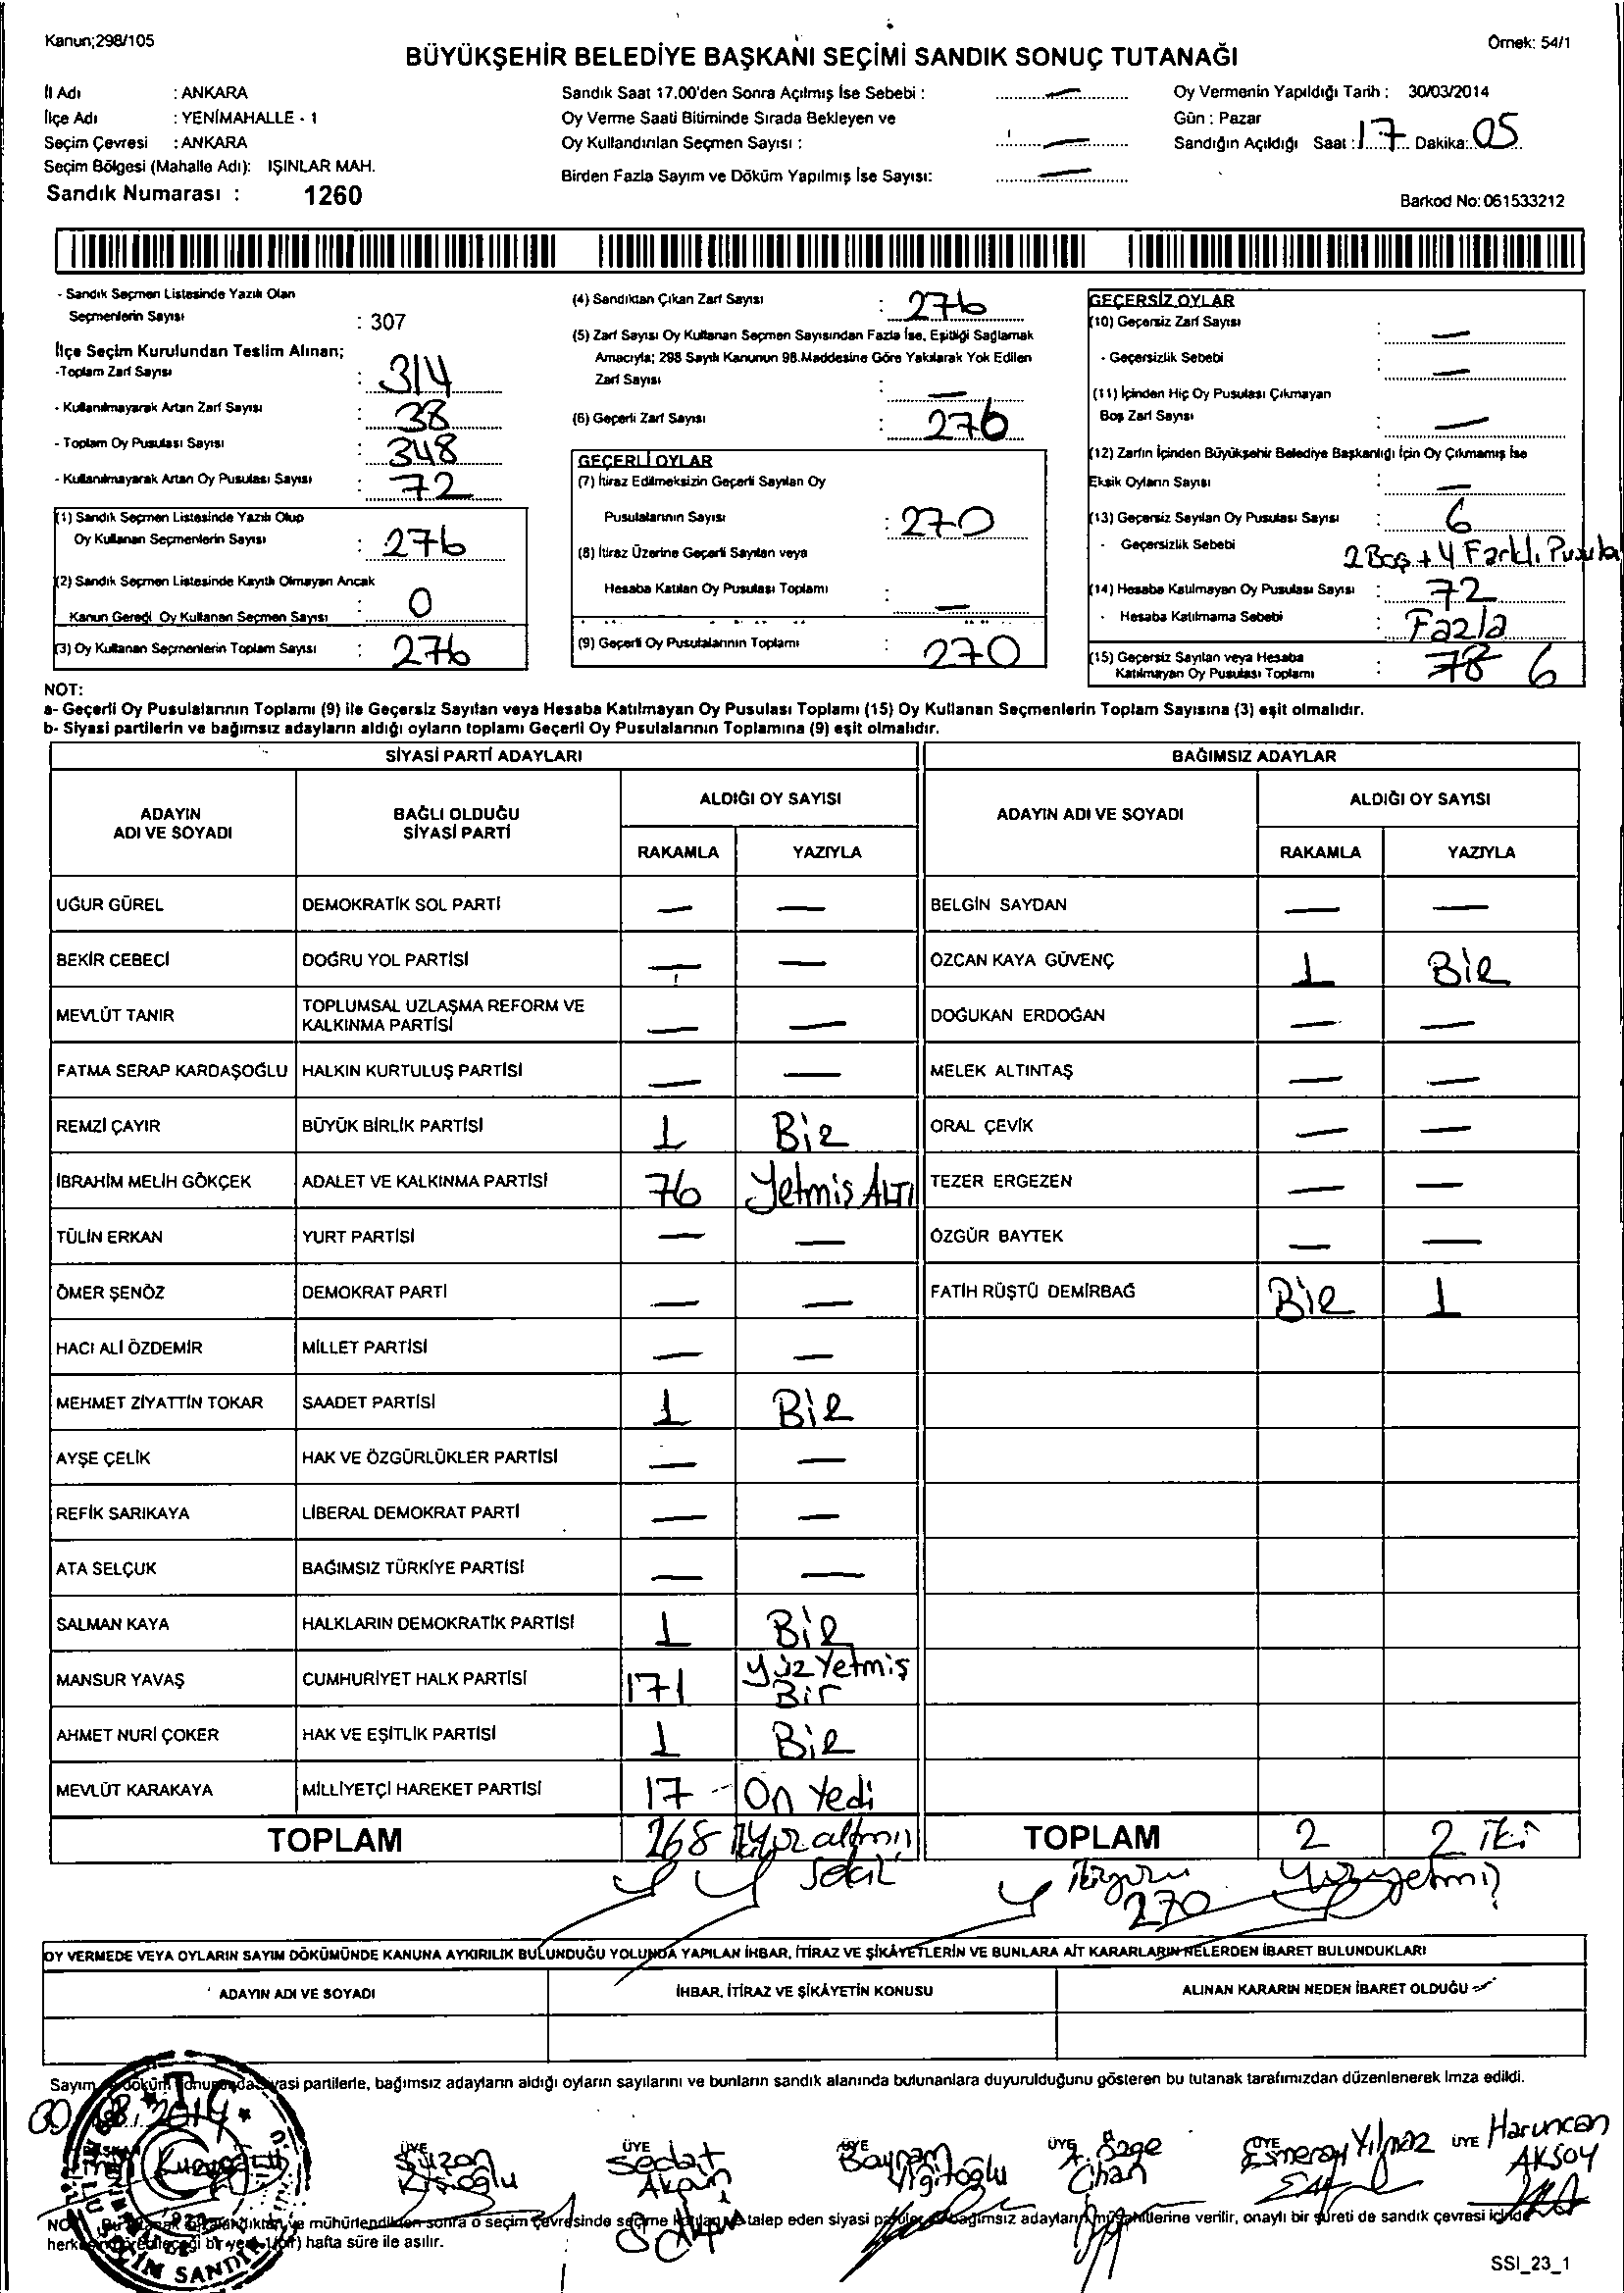 Kanun;298/105
Örnek: 54/1
BÜYÜKŞEHİR BELEDİYE BAŞKANI SEÇİMİ SANDIK SONUÇ TUTANAĞI
İl Adı : ANKARA
İlçe Adı : YENİMAHALLE - 1
Seçim Çevresi : ANKARA
Seçim Bölgesi (Mahalle Adı): IŞINLAR MAH.
Sandık Numarası : 1260
Sandık Saat 17.00'den Sonra Açılmış İse Sebebi : —
Oy Verme Saati Bitiminde Sırada Bekleyen ve
Oy Kullandırılan Seçmen Sayısı : —
Birden Fazla Sayım ve Döküm Yapılmış İse Sayısı: —
Oy Vermenin Yapıldığı Tarih : 30/03/2014
Gün : Pazar
Sandığın Açıldığı Saat : 17 Dakika: 05
Barkod No: 061533212
- Sandık Seçmen Listesinde Yazılı Olan
Seçmenlerin Sayısı : 307
İlçe Seçim Kurulundan Teslim Alınan;
-Toplam Zarf Sayısı : 314
- Kullanılmayarak Artan Zarf Sayısı : 38
- Toplam Oy Pusulası Sayısı : 348
- Kullanılmayarak Artan Oy Pusulası Sayısı : 72
(1) Sandık Seçmen Listesinde Yazılı Olup
Oy Kullanan Seçmenlerin Sayısı : 276
(2) Sandık Seçmen Listesinde Kayıtlı Olmayan Ancak
Kanun Gereği Oy Kullanan Seçmen Sayısı : 0
(3) Oy Kullanan Seçmenlerin Toplam Sayısı : 276
(4) Sandıktan Çıkan Zarf Sayısı : 276
(5) Zarf Sayısı Oy Kullanan Seçmen Sayısından Fazla İse, Eşitliği Sağlamak
Amacıyla; 298 Sayılı Kanunun 98.Maddesine Göre Yakılarak Yok Edilen
Zarf Sayısı : —
(6) Geçerli Zarf Sayısı : 276
GEÇERLİ OYLAR
(7) İtiraz Edilmeksizin Geçerli Sayılan Oy
Pusulalarının Sayısı : 270
(8) İtiraz Üzerine Geçerli Sayılan veya
Hesaba Katılan Oy Pusulası Toplamı : —
(9) Geçerli Oy Pusulalarının Toplamı : 270
GEÇERSİZ OYLAR
(10) Geçersiz Zarf Sayısı : —
- Geçersizlik Sebebi : —
(11) İçinden Hiç Oy Pusulası Çıkmayan
Boş Zarf Sayısı : —
(12) Zarfın İçinden Büyükşehir Belediye Başkanlığı İçin Oy Çıkmamış İse
Eksik Oyların Sayısı : —
(13) Geçersiz Sayılan Oy Pusulası Sayısı : 6
- Geçersizlik Sebebi 2 Boş + 4 Farklı Pusula
(14) Hesaba Katılmayan Oy Pusulası Sayısı : 72
- Hesaba Katılmama Sebebi : Fazla
(15) Geçersiz Sayılan veya Hesaba
Katılmayan Oy Pusulası Toplamı : 78 6
NOT:
a- Geçerli Oy Pusulalarının Toplamı (9) ile Geçersiz Sayılan veya Hesaba Katılmayan Oy Pusulası Toplamı (15) Oy Kullanan Seçmenlerin Toplam Sayısına (3) eşit olmalıdır.
b- Siyasi partilerin ve bağımsız adayların aldığı oyların toplamı Geçerli Oy Pusulalarının Toplamına (9) eşit olmalıdır.
SİYASİ PARTİ ADAYLARI
ADAYIN ADI VE SOYADI
BAĞLI OLDUĞU SİYASİ PARTİ
ALDIĞI OY SAYISI
RAKAMLA YAZIYLA
UĞUR GÜREL DEMOKRATİK SOL PARTİ — —
BEKİR CEBECİ DOĞRU YOL PARTİSİ — —
MEVLÜT TANIR TOPLUMSAL UZLAŞMA REFORM VE KALKINMA PARTİSİ — —
FATMA SERAP KARDAŞOĞLU HALKIN KURTULUŞ PARTİSİ — —
REMZİ ÇAYIR BÜYÜK BİRLİK PARTİSİ 1 Bir
İBRAHİM MELİH GÖKÇEK ADALET VE KALKINMA PARTİSİ 76 Yetmiş ALTI
TÜLİN ERKAN YURT PARTİSİ — —
ÖMER ŞENÖZ DEMOKRAT PARTİ — —
HACI ALİ ÖZDEMİR MİLLET PARTİSİ — —
MEHMET ZİYATTİN TOKAR SAADET PARTİSİ 1 Bir
AYŞE ÇELİK HAK VE ÖZGÜRLÜKLER PARTİSİ — —
REFİK SARIKAYA LİBERAL DEMOKRAT PARTİ — —
ATA SELÇUK BAĞIMSIZ TÜRKİYE PARTİSİ — —
SALMAN KAYA HALKLARIN DEMOKRATİK PARTİSİ 1 Bir
MANSUR YAVAŞ CUMHURİYET HALK PARTİSİ 171 Yüz Yetmiş Bir
AHMET NURİ ÇOKER HAK VE EŞİTLİK PARTİSİ 1 Bir
MEVLÜT KARAKAYA MİLLİYETÇİ HAREKET PARTİSİ 17 On Yedi
TOPLAM 268 İkiyüz altmış sekiz
BAĞIMSIZ ADAYLAR
ADAYIN ADI VE SOYADI
ALDIĞI OY SAYISI
RAKAMLA YAZIYLA
BELGİN SAYDAN — —
ÖZCAN KAYA GÜVENÇ 1 Bir
DOĞUKAN ERDOĞAN — —
MELEK ALTINTAŞ — —
ORAL ÇEVİK — —
TEZER ERGEZEN — —
ÖZGÜR BAYTEK — —
FATİH RÜŞTÜ DEMİRBAĞ Bir 1
TOPLAM 2 2 iki
270
OY VERMEDE VEYA OYLARIN SAYIM DÖKÜMÜNDE KANUNA AYKIRILIK BULUNDUĞU YOLUNDA YAPILAN İHBAR, İTİRAZ VE ŞİKÂYETLERİN VE BUNLARA AİT KARARLARIN NELERDEN İBARET BULUNDUKLARI
ADAYIN ADI VE SOYADI
İHBAR, İTİRAZ VE ŞİKÂYETİN KONUSU
ALINAN KARARIN NEDEN İBARET OLDUĞU
Sayım döküm sonucunda siyasi partilerle, bağımsız adayların aldığı oyların sayılarını ve bunların sandık alanında bulunanlara duyurulduğunu gösteren bu tutanak tarafımızdan düzenlenerek imza edildi.
T.C.
BAŞKAN
ÜYE Suzan
ÜYE Sedat Akpın
ÜYE Bayram Yiğitoğlu
ÜYE A. Özge Cihan
ÜYE Esmeray Yılmaz
ÜYE Haruncan AKSOY
mühürlendikten sonra o seçim çevresinde seçime katılan ve talep eden siyasi partiler ve bağımsız adayların müşahitlerine verilir, onaylı bir sureti de sandık çevresi içinde
hafta süre ile asılır.
SSI_23_1